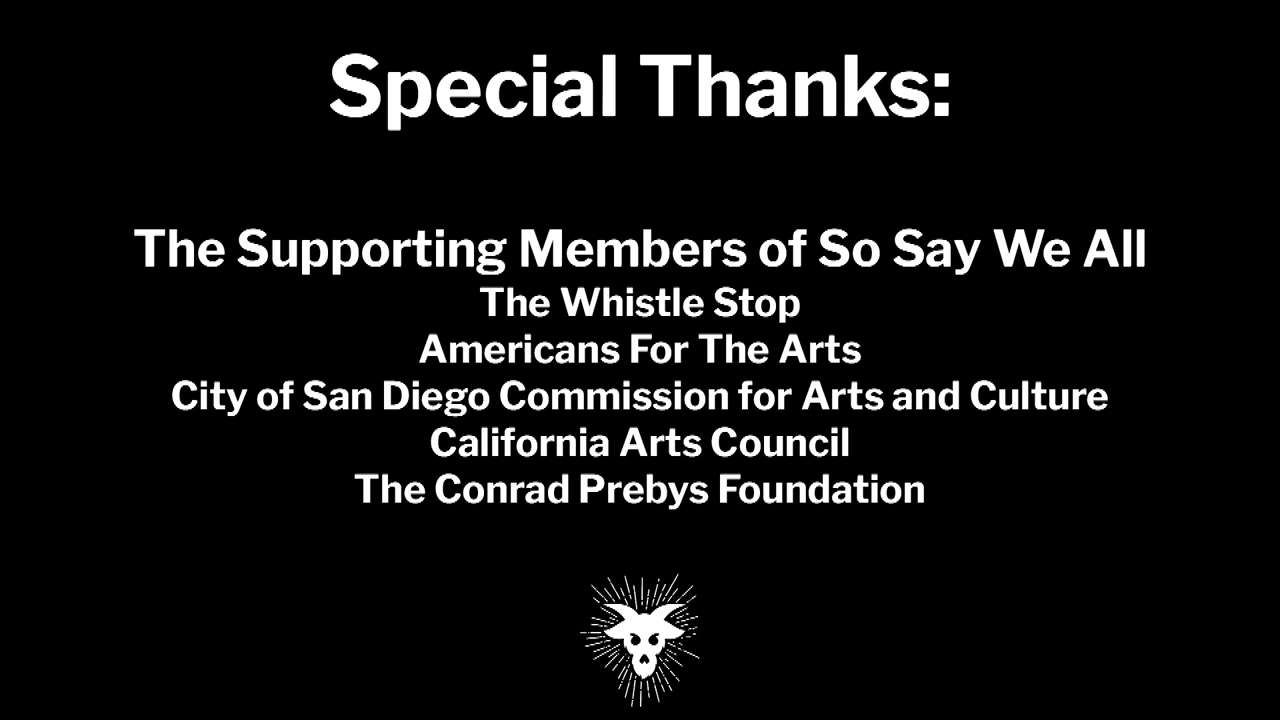 Special Thanks:
The Supporting Members of So Say We All
The Whistle Stop
Americans For The Arts
City of San Diego Commission for Arts and Culture
California Arts Council
The Conrad Prebys Foundation